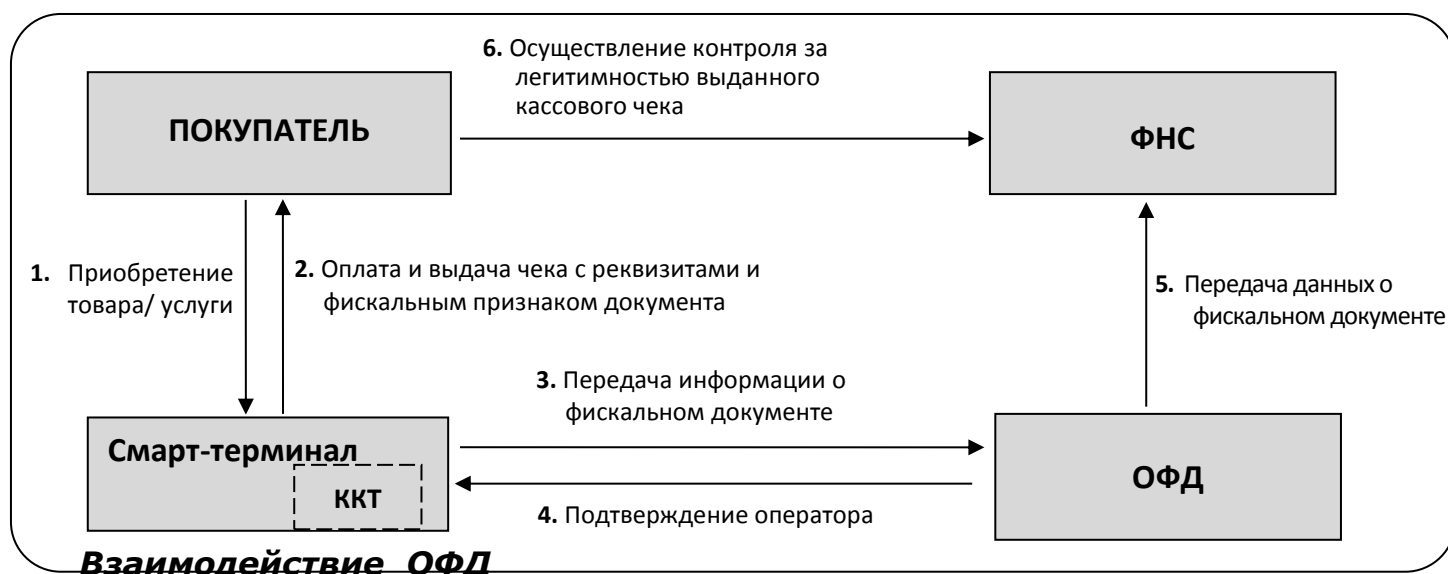 6. Осуществление контроля за
легитимностью выданного
кассового чека
ПОКУПАТЕЛЬ
ФНС
1. Приобретение
товара/ услуги
2. Оплата и выдача чека с реквизитами и
фискальным признаком документа
5. Передача данных о
фискальном документе
3. Передача информации о
фискальном документе
Смарт-терминал
ККТ
ОФД
4. Подтверждение оператора
Взаимодействие ОФД